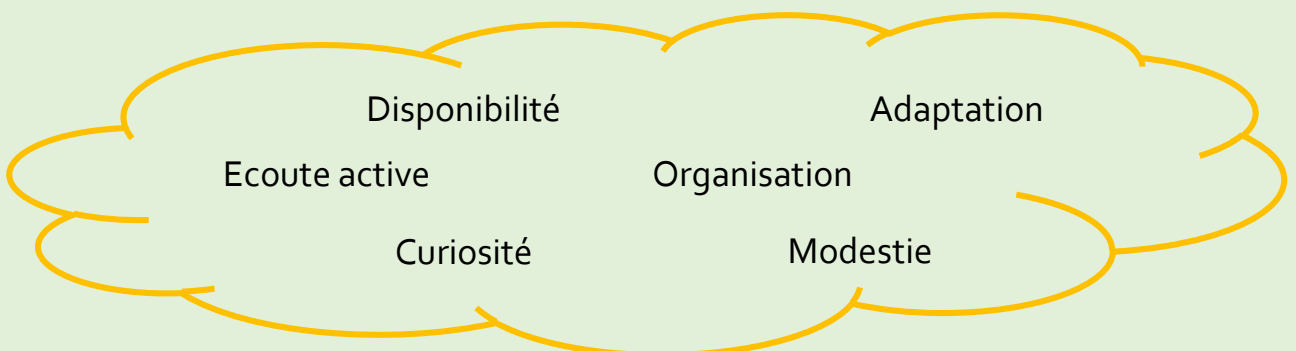 Disponibilité Adaptation
Ecoute active Organisation
Curiosité Modestie